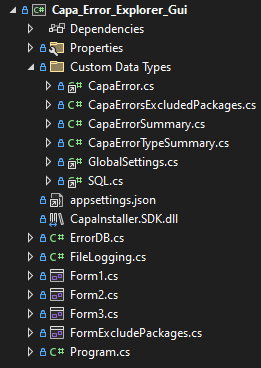 Capa_Error_Explorer_Gui
Dependencies
Properties
Custom Data Types
CapaError.cs
CapaErrorsExcludedPackages.cs
CapaErrorSummary.cs
CapaErrorTypeSummary.cs
GlobalSettings.cs
SQL.cs
appsettings.json
CapaInstaller.SDK.dll
ErrorDB.cs
FileLogging.cs
Form1.cs
Form2.cs
Form3.cs
FormExcludePackages.cs
Program.cs